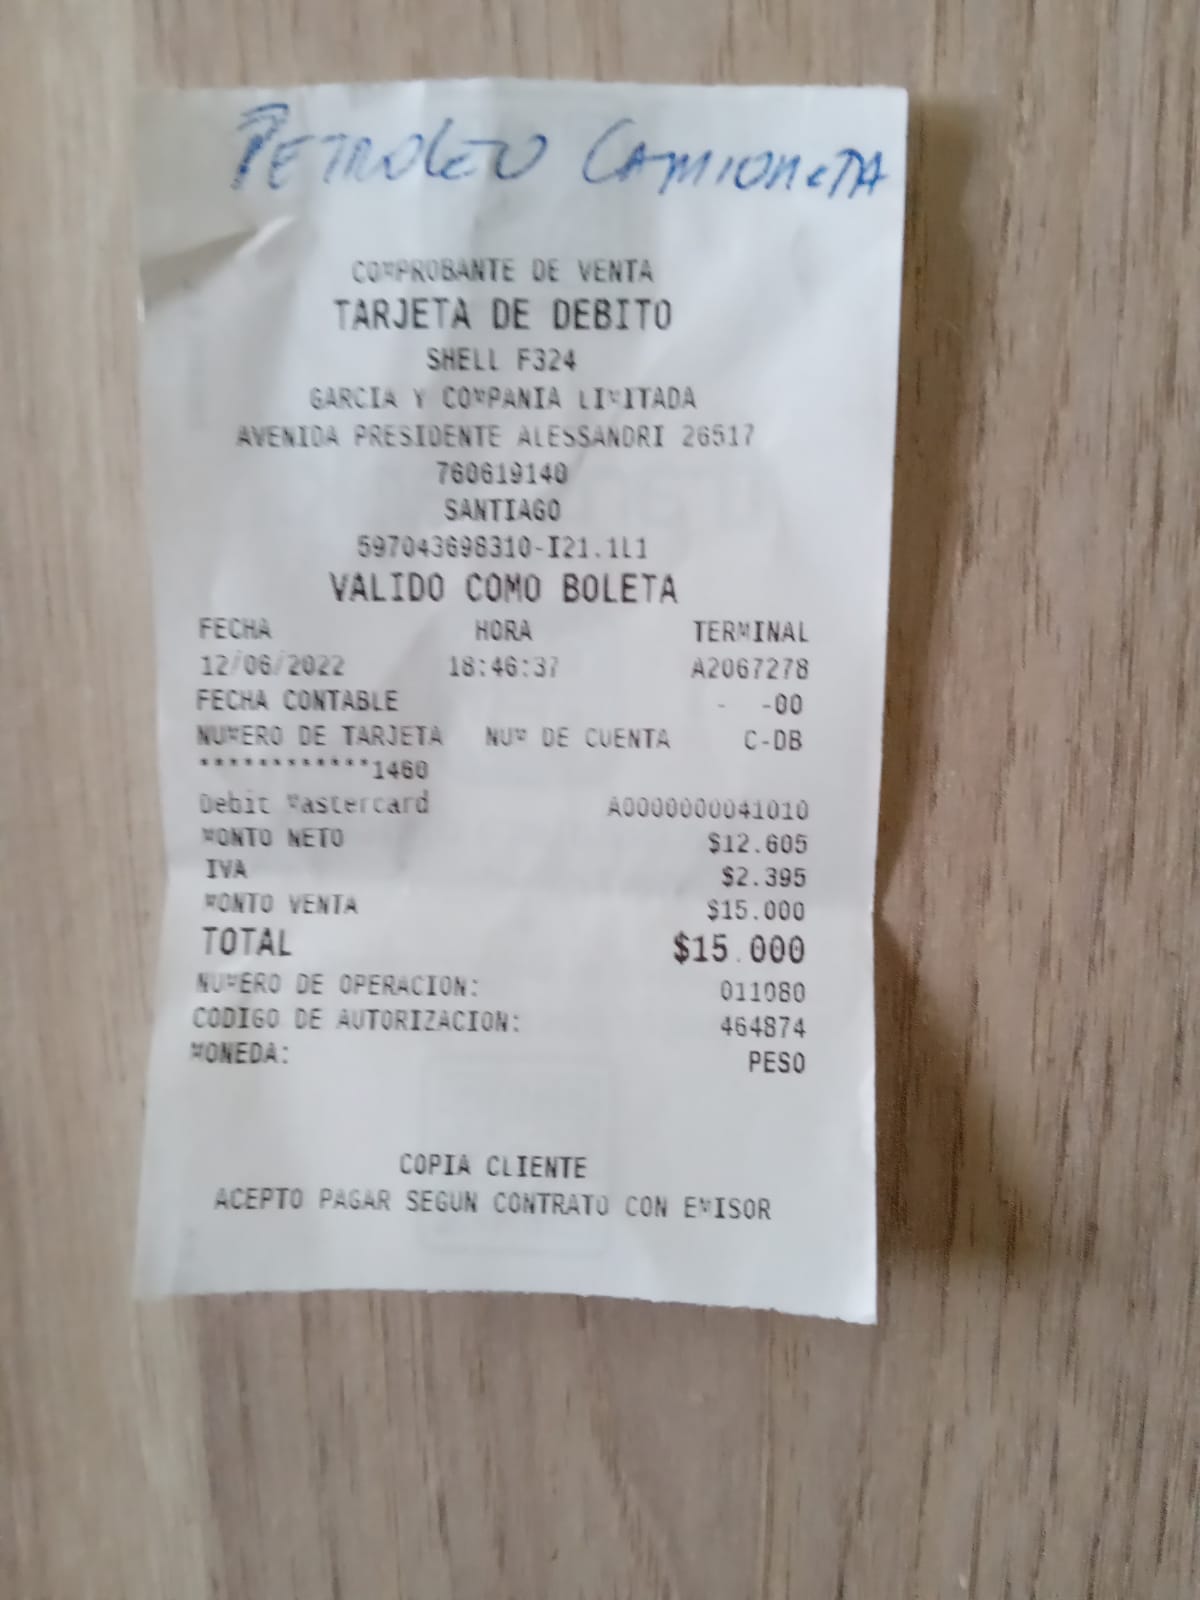 PETROLEO CAMIONETA
COMPROBANTE DE VENTA
TARJETA DE DEBITO
SHELL F324
GARCIA Y COMPANIA LIMITADA
AVENIDA PRESIDENTE ALESSANDRI 26517
760619140
SANTIAGO
597043698310-I21.1L1
VALIDO COMO BOLETA
FECHA HORA TERMINAL
12/06/2022 18:46:37 A2067278
FECHA CONTABLE - -00
NUMERO DE TARJETA NUM DE CUENTA C-DB
************1460
Debit Mastercard A0000000041010
MONTO NETO $12.605
IVA $2.395
MONTO VENTA $15.000
TOTAL $15.000
NUMERO DE OPERACION: 011080
CODIGO DE AUTORIZACION: 464874
MONEDA: PESO
COPIA CLIENTE
ACEPTO PAGAR SEGUN CONTRATO CON EMISOR